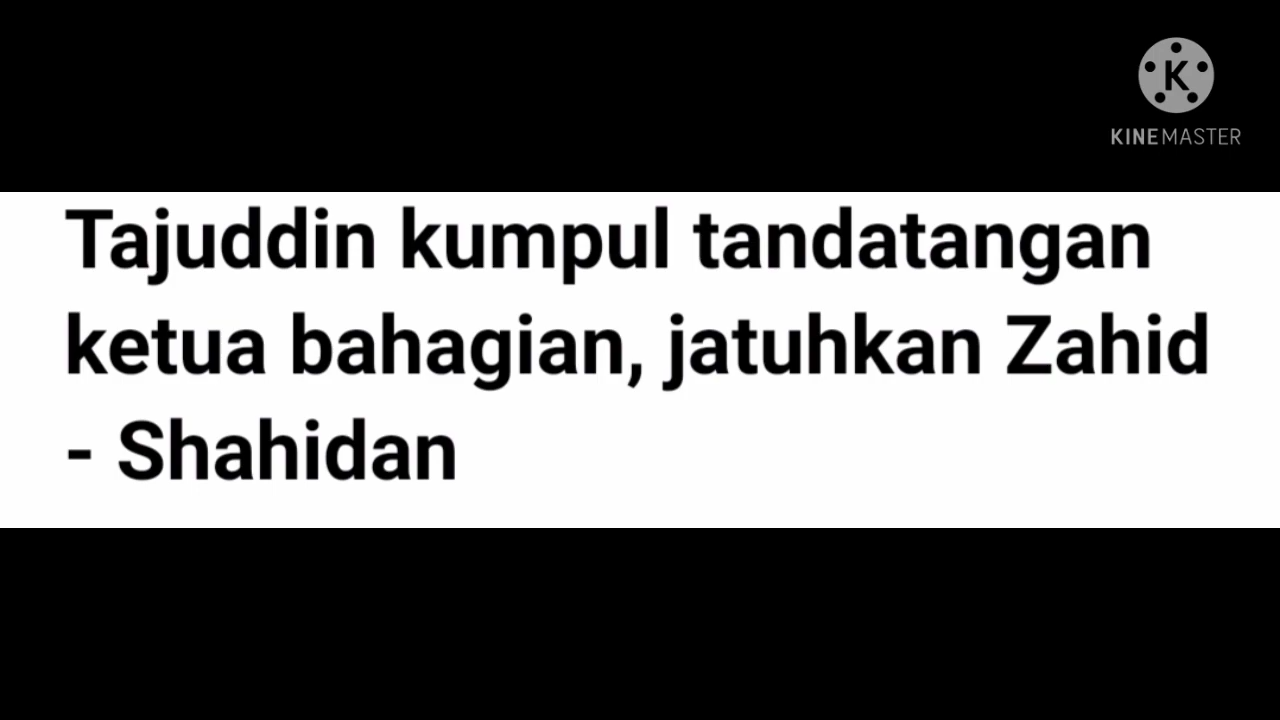 K
KINEMASTER
Tajuddin kumpul tandatangan
ketua bahagian, jatuhkan Zahid
- Shahidan